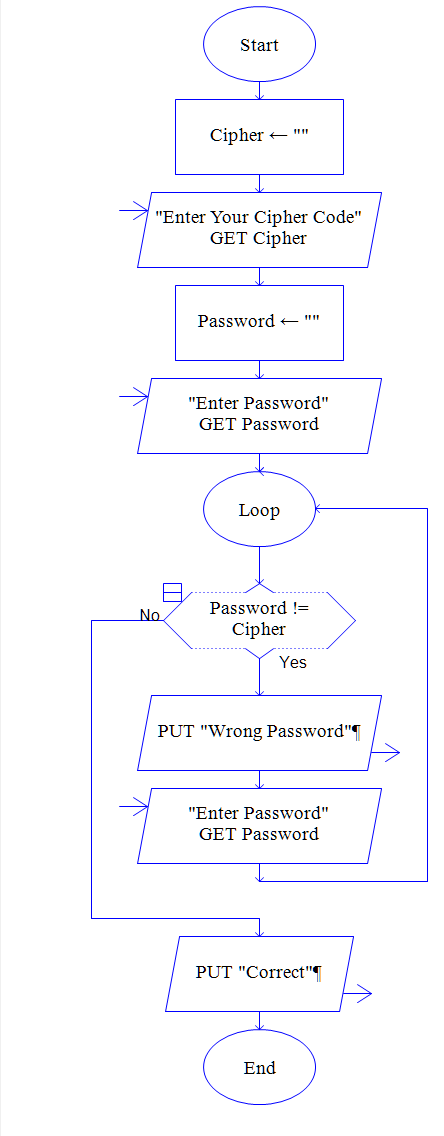 Start
Cipher ← ""
"Enter Your Cipher Code"
GET Cipher
Password ← ""
"Enter Password"
GET Password
Loop
Password !=
Cipher
No
Yes
PUT "Wrong Password"¶
"Enter Password"
GET Password
PUT "Correct"¶
End